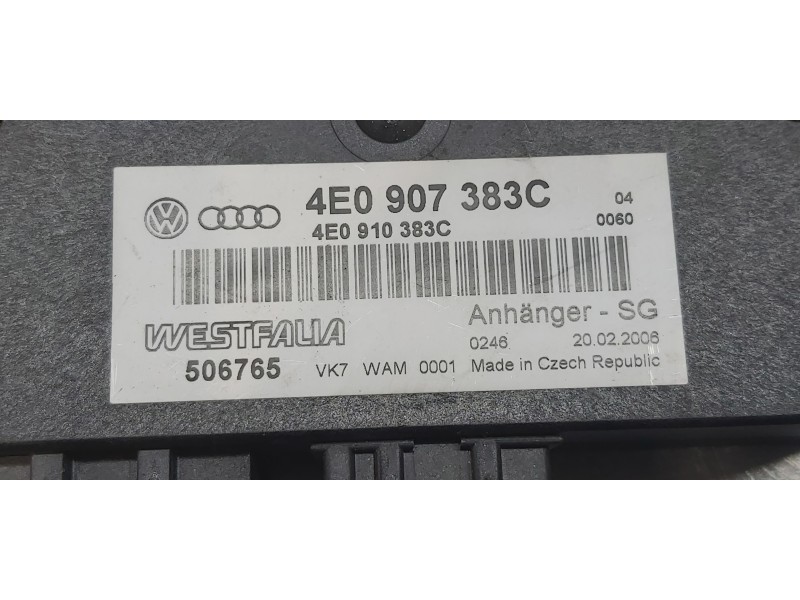 4E0 907 383C 04
4E0 910 383C 0060
WESTFALIA Anhänger - SG
0246 20.02.2006
506765 VK7 WAM 0001 Made in Czech Republic